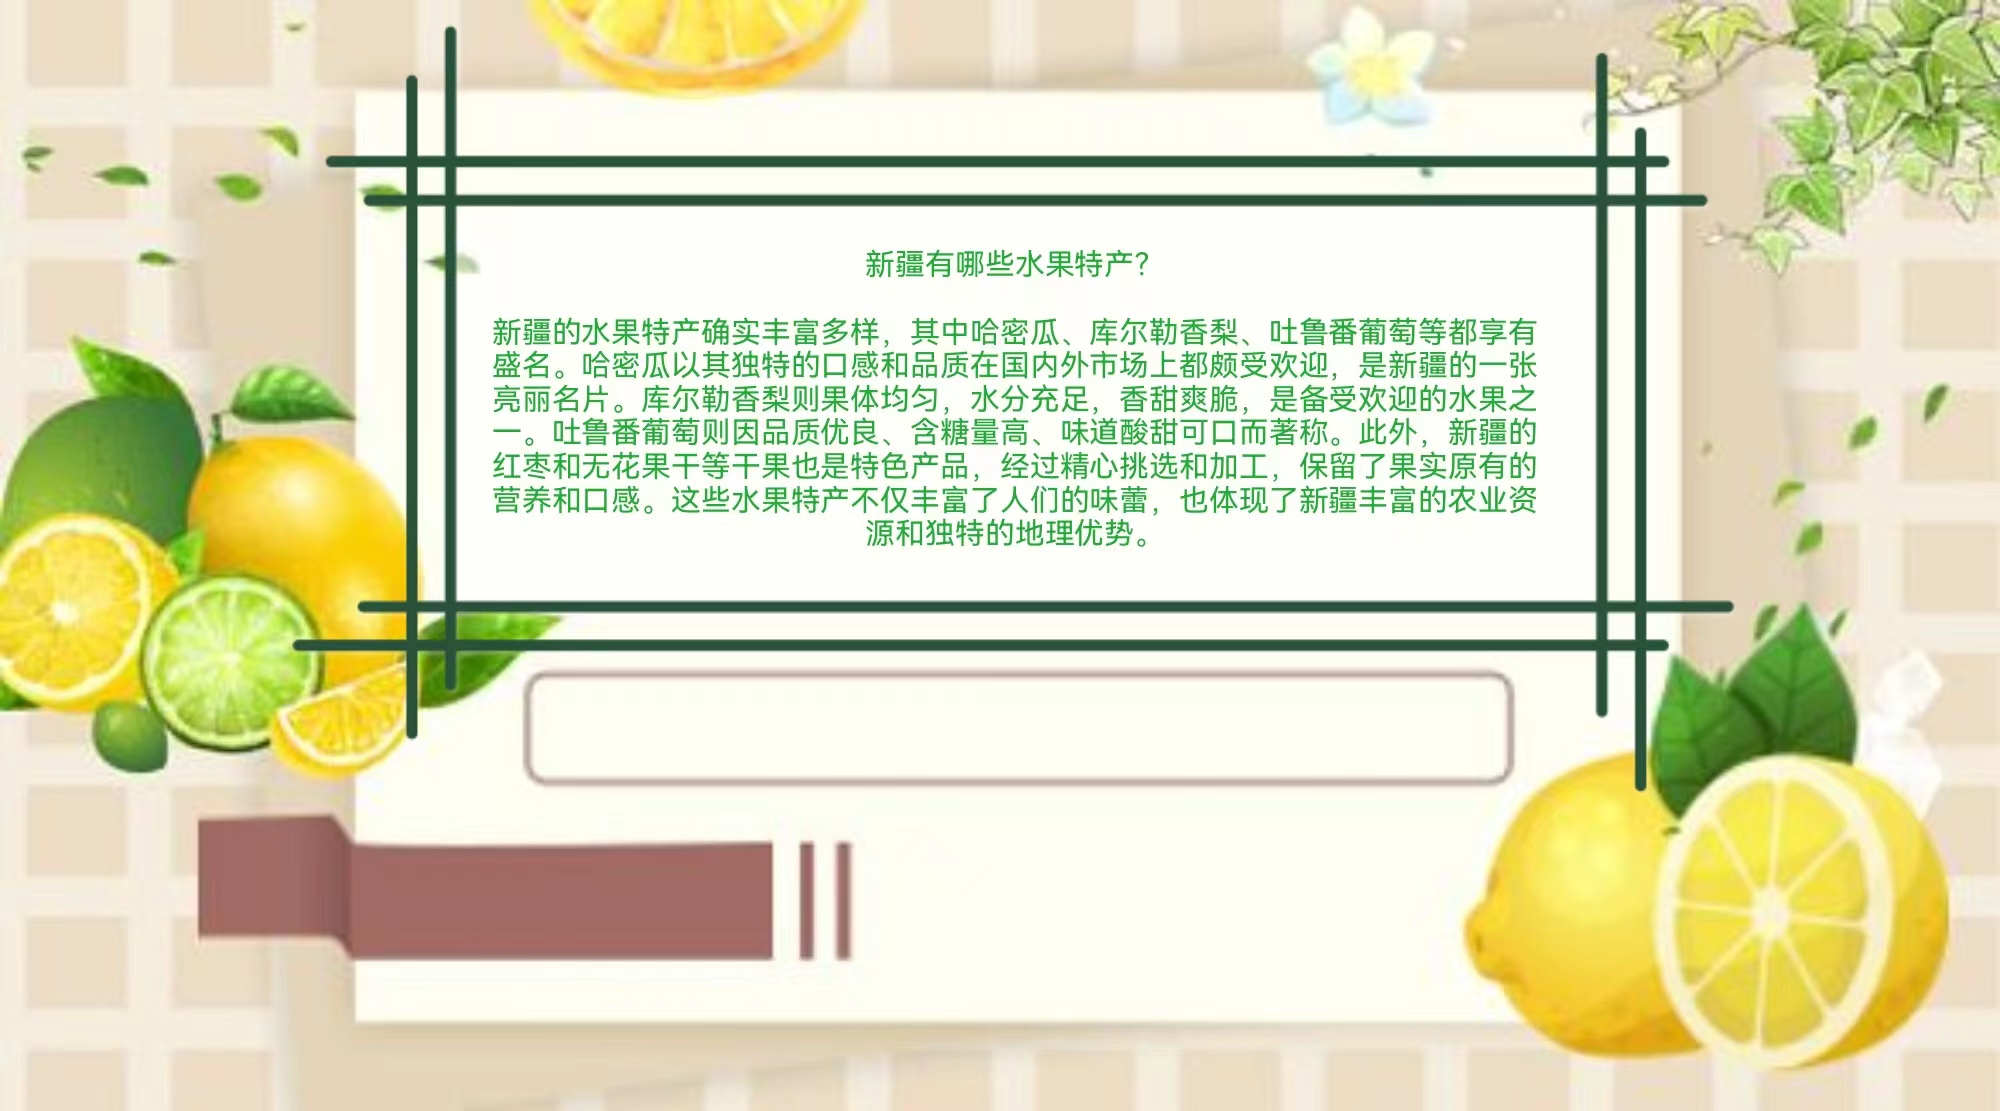 新疆有哪些水果特产?
新疆的水果特产确实丰富多样，其中哈密瓜、库尔勒香梨、吐鲁番葡萄等都享有
盛名。哈密瓜以其独特的口感和品质在国内外市场上都颇受欢迎，是新疆的一张
亮丽名片。库尔勒香梨则果体均匀，水分充足，香甜爽脆，是备受欢迎的水果之
一。吐鲁番葡萄则因品质优良、含糖量高、味道酸甜可口而著称。此外，新疆的
红枣和无花果干等干果也是特色产品，经过精心挑选和加工，保留了果实原有的
营养和口感。这些水果特产不仅丰富了人们的味蕾，也体现了新疆丰富的农业资
源和独特的地理优势。